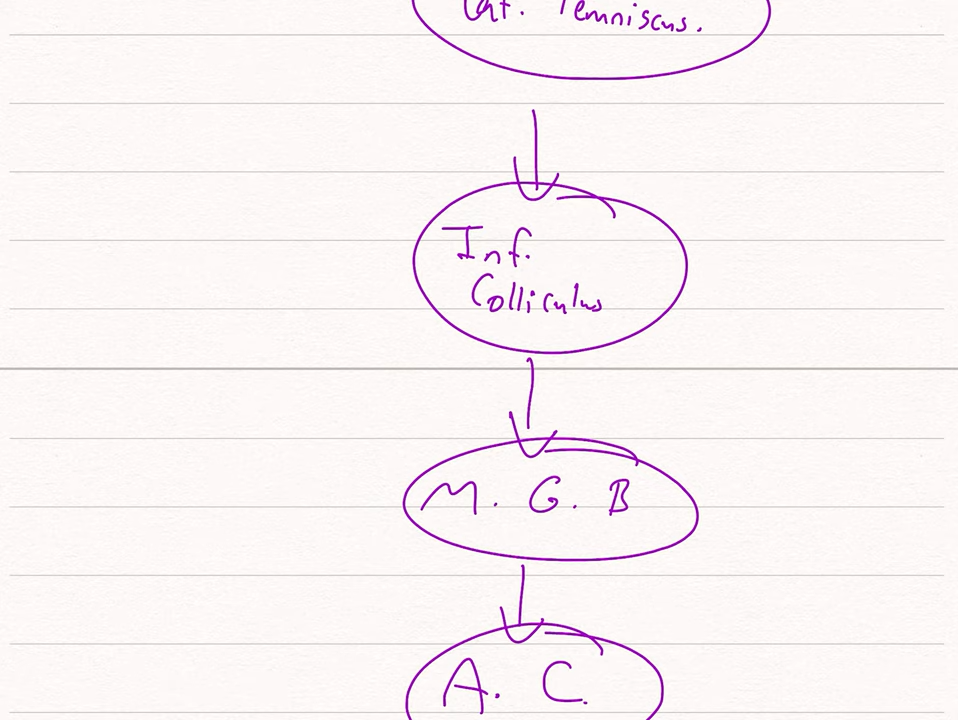 Lat. lemniscus.
Inf.
Colliculus
M. G. B
A. C.